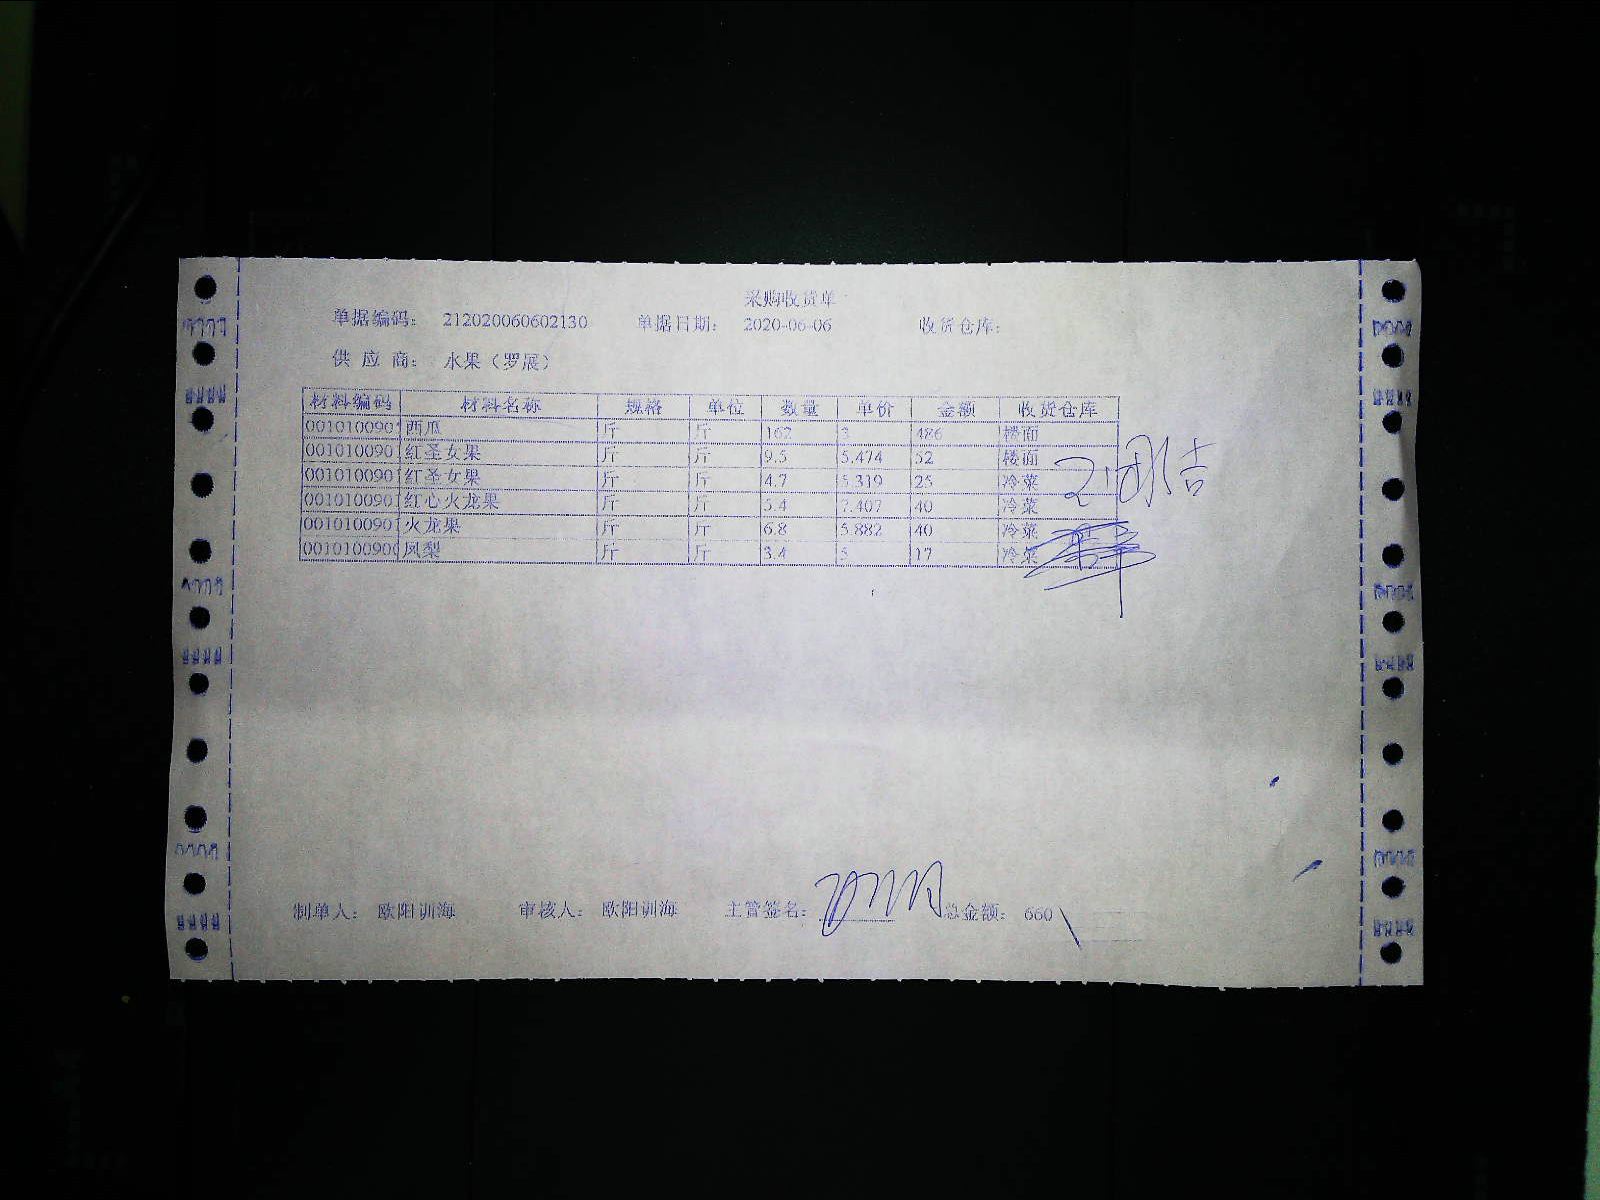 采购收货单
单据编码： 212020060602130 单据日期： 2020-06-06 收货仓库：
供 应 商： 水果（罗展）
材料编码 材料名称 规格 单位 数量 单价 金额 收货仓库
001010090 西瓜 斤 斤 162 3 486 楼面
001010090 红圣女果 斤 斤 9.5 5.474 52 楼面
001010090 红圣女果 斤 斤 4.7 5.319 25 冷菜
001010090 红心火龙果 斤 斤 5.4 7.407 40 冷菜
001010090 火龙果 斤 斤 6.8 5.882 40 冷菜
001010090 凤梨 斤 斤 3.4 5 17 冷菜
制单人： 欧阳训海 审核人： 欧阳训海 主管签名： 总金额： 660